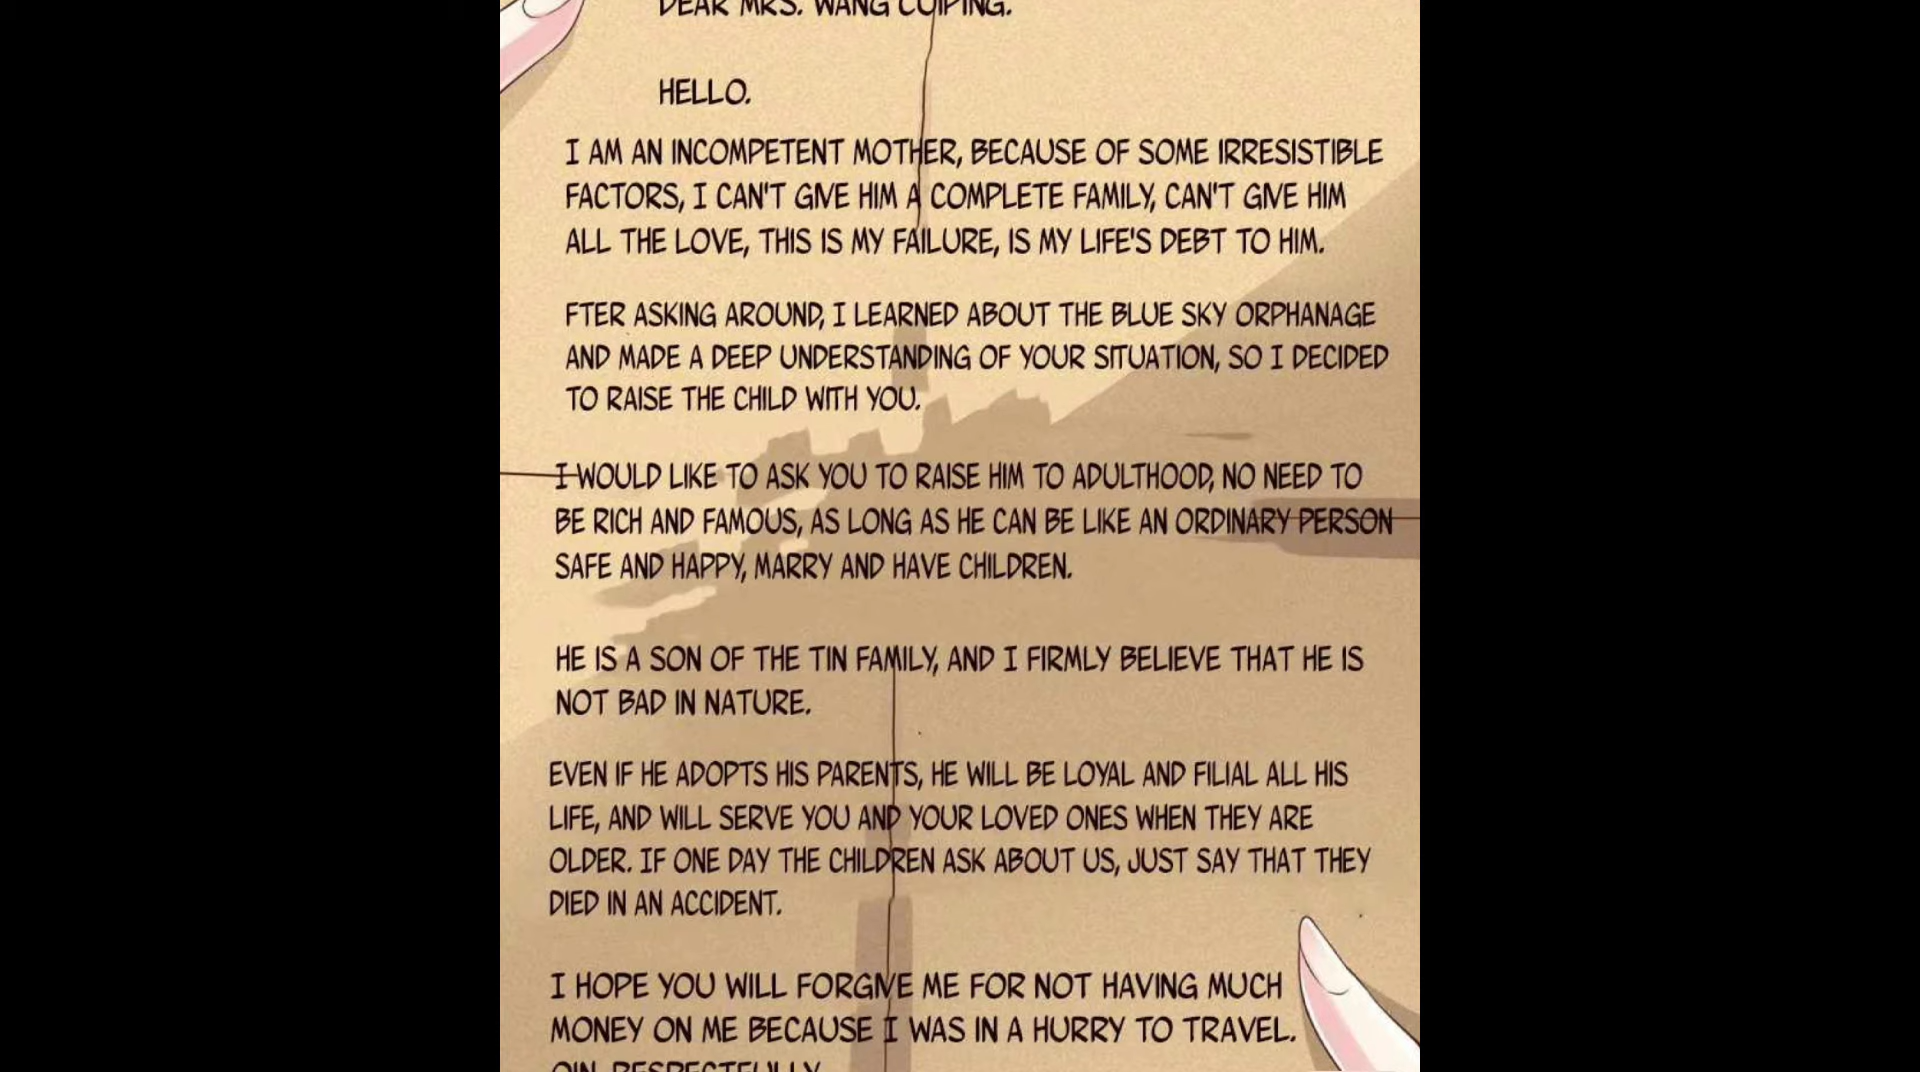 DEAR MRS. WANG CUIPING.
HELLO.
I AM AN INCOMPETENT MOTHER, BECAUSE OF SOME IRRESISTIBLE
FACTORS, I CAN'T GIVE HIM A COMPLETE FAMILY, CAN'T GIVE HIM
ALL THE LOVE, THIS IS MY FAILURE, IS MY LIFE'S DEBT TO HIM.
FTER ASKING AROUND, I LEARNED ABOUT THE BLUE SKY ORPHANAGE
AND MADE A DEEP UNDERSTANDING OF YOUR SITUATION, SO I DECIDED
TO RAISE THE CHILD WITH YOU.
I WOULD LIKE TO ASK YOU TO RAISE HIM TO ADULTHOOD, NO NEED TO
BE RICH AND FAMOUS, AS LONG AS HE CAN BE LIKE AN ORDINARY PERSON
SAFE AND HAPPY, MARRY AND HAVE CHILDREN.
HE IS A SON OF THE TIN FAMILY, AND I FIRMLY BELIEVE THAT HE IS
NOT BAD IN NATURE.
EVEN IF HE ADOPTS HIS PARENTS, HE WILL BE LOYAL AND FILIAL ALL HIS
LIFE, AND WILL SERVE YOU AND YOUR LOVED ONES WHEN THEY ARE
OLDER. IF ONE DAY THE CHILDREN ASK ABOUT US, JUST SAY THAT THEY
DIED IN AN ACCIDENT.
I HOPE YOU WILL FORGIVE ME FOR NOT HAVING MUCH
MONEY ON ME BECAUSE I WAS IN A HURRY TO TRAVEL.
QIN, RESPECTFULLY